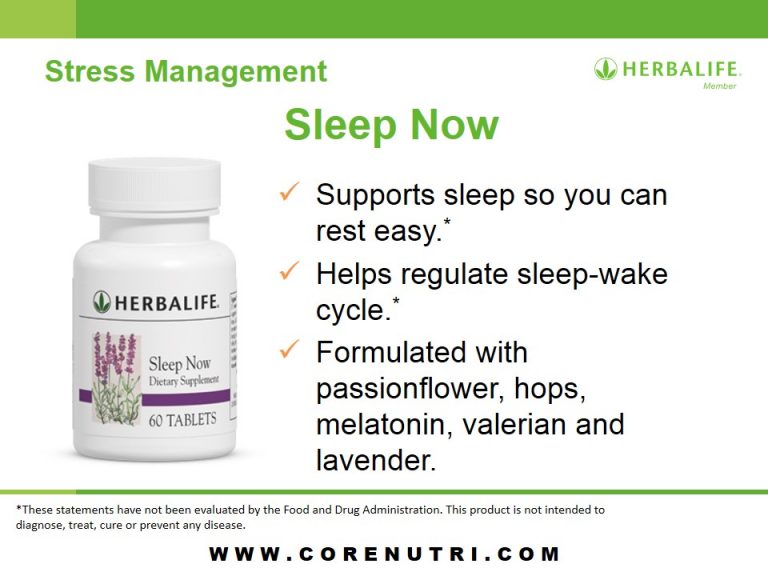 Stress Management
HERBALIFE.
Member
Sleep Now
✓ Supports sleep so you can
rest easy.*
✓ Helps regulate sleep-wake
cycle.*
✓ Formulated with
passionflower, hops,
melatonin, valerian and
lavender.
HERBALIFE.
Sleep Now
Dietary Supplement
60 TABLETS
*These statements have not been evaluated by the Food and Drug Administration. This product is not intended to
diagnose, treat, cure or prevent any disease.
WWW.CORENUTRI.COM